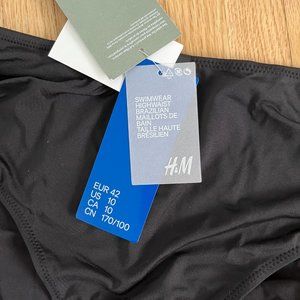 SWIMWEAR
HIGHWAIST
BRAZILIAN
MAILLOTS DE
BAIN
TAILLE HAUTE
BRÉSILIEN
H&M
EUR 42
US 10
CA 10
CN 170/100